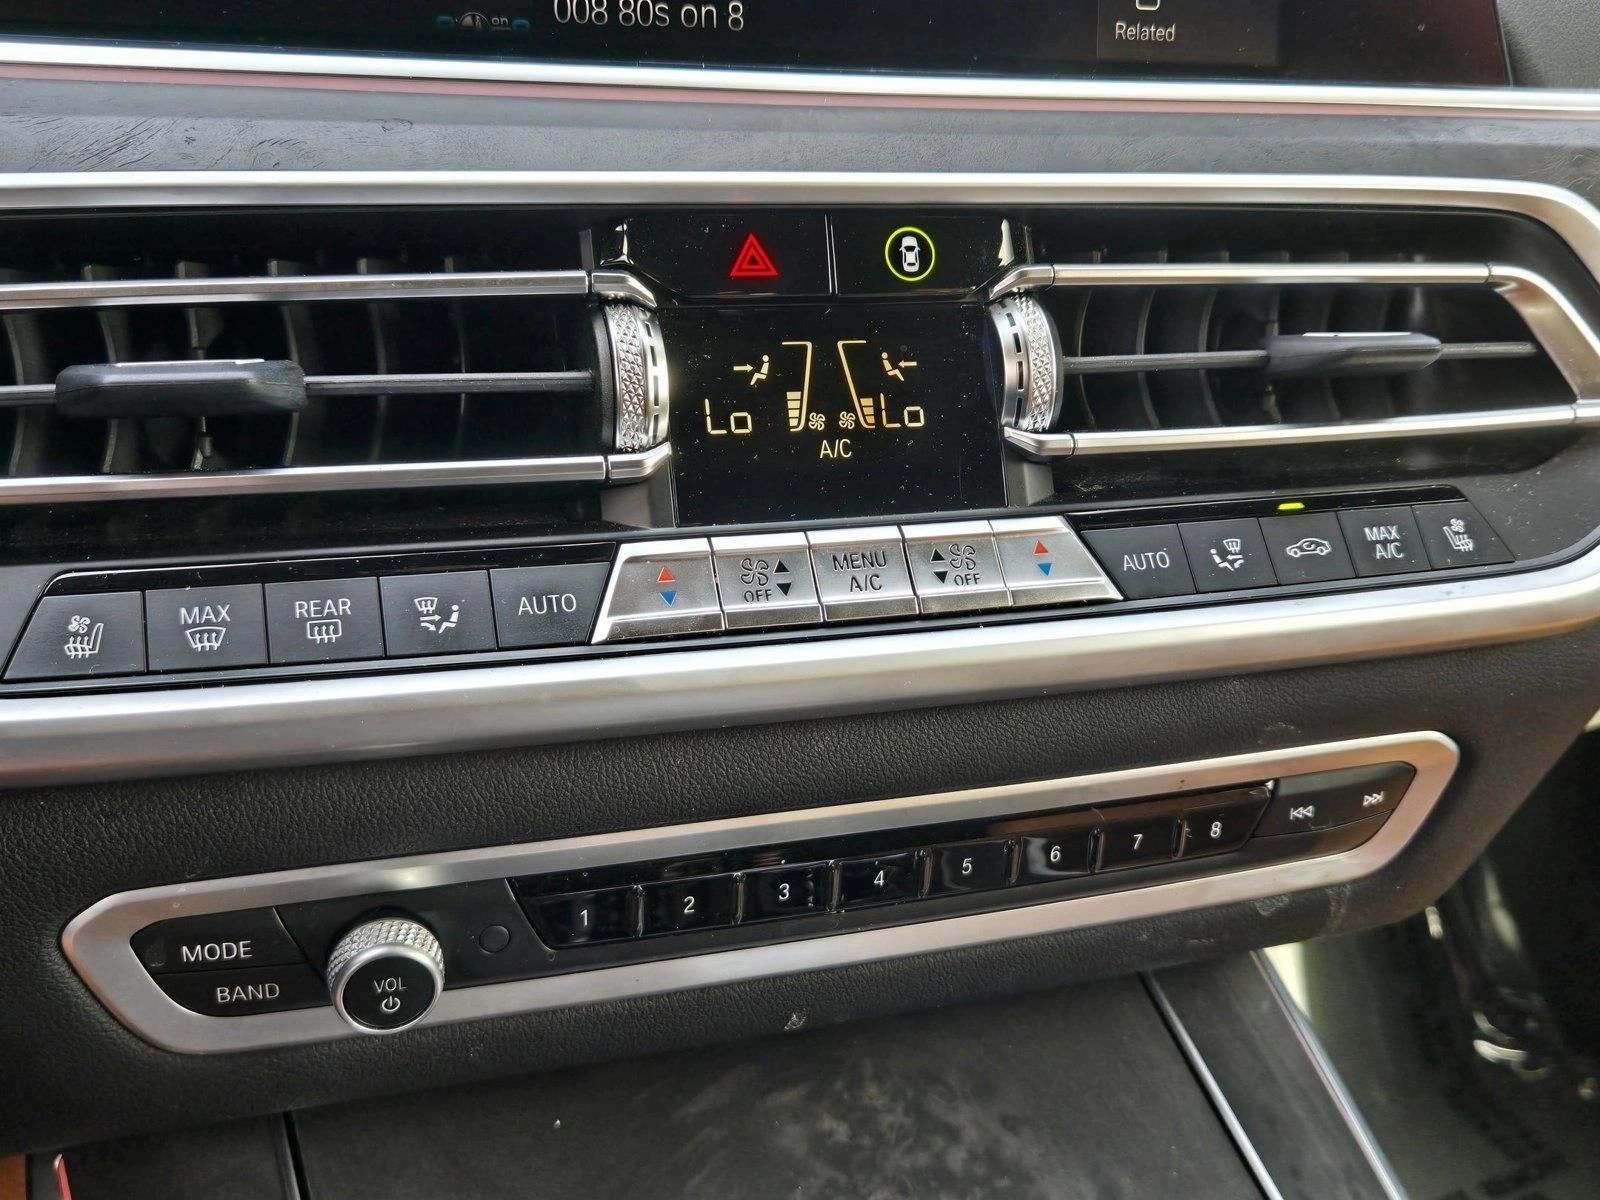 008 80s on 8
Related
Lo Lo
A/C
MAX
REAR
AUTO
OFF
MENU
A/C
OFF
AUTO
MAX
A/C
MODE
BAND
VOL
1 2 3 4 5 6 7 8